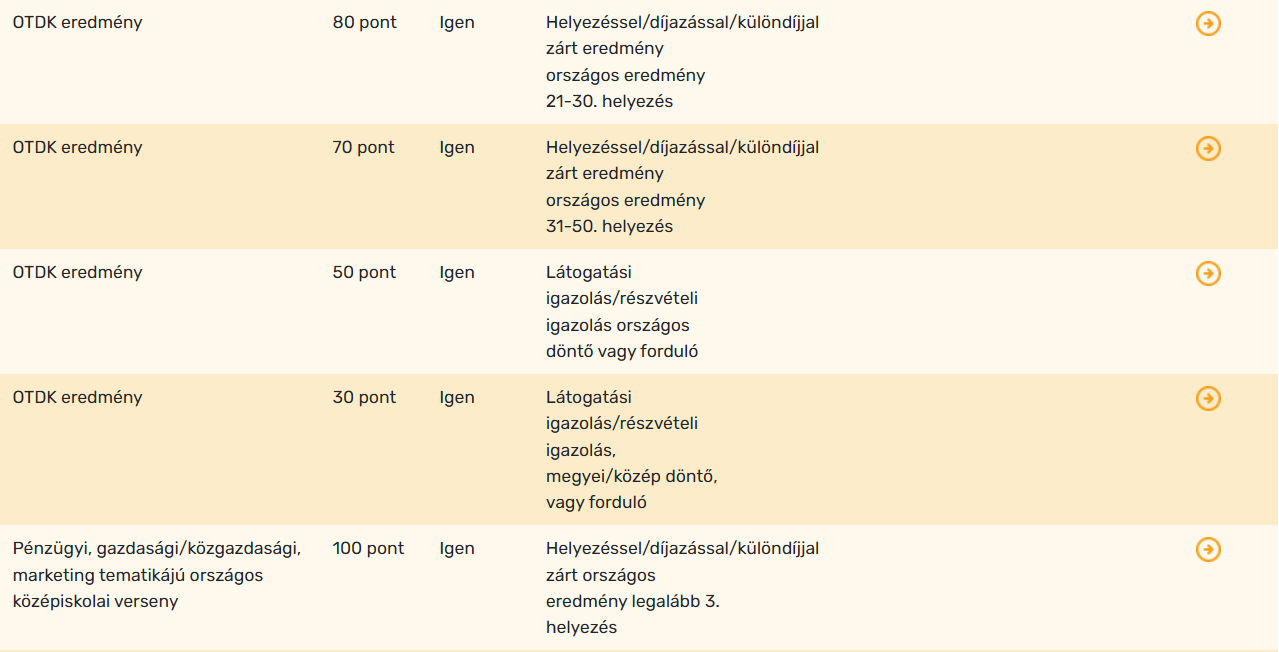 OTDK eredmény 80 pont Igen Helyezéssel/díjazással/különdíjjal
zárt eredmény
országos eredmény
21-30. helyezés
OTDK eredmény 70 pont Igen Helyezéssel/díjazással/különdíjjal
zárt eredmény
országos eredmény
31-50. helyezés
OTDK eredmény 50 pont Igen Látogatási
igazolás/részvételi
igazolás országos
döntő vagy forduló
OTDK eredmény 30 pont Igen Látogatási
igazolás/részvételi
igazolás,
megyei/közép döntő,
vagy forduló
Pénzügyi, gazdasági/közgazdasági, 100 pont Igen Helyezéssel/díjazással/különdíjjal
marketing tematikájú országos zárt országos
középiskolai verseny eredmény legalább 3.
helyezés